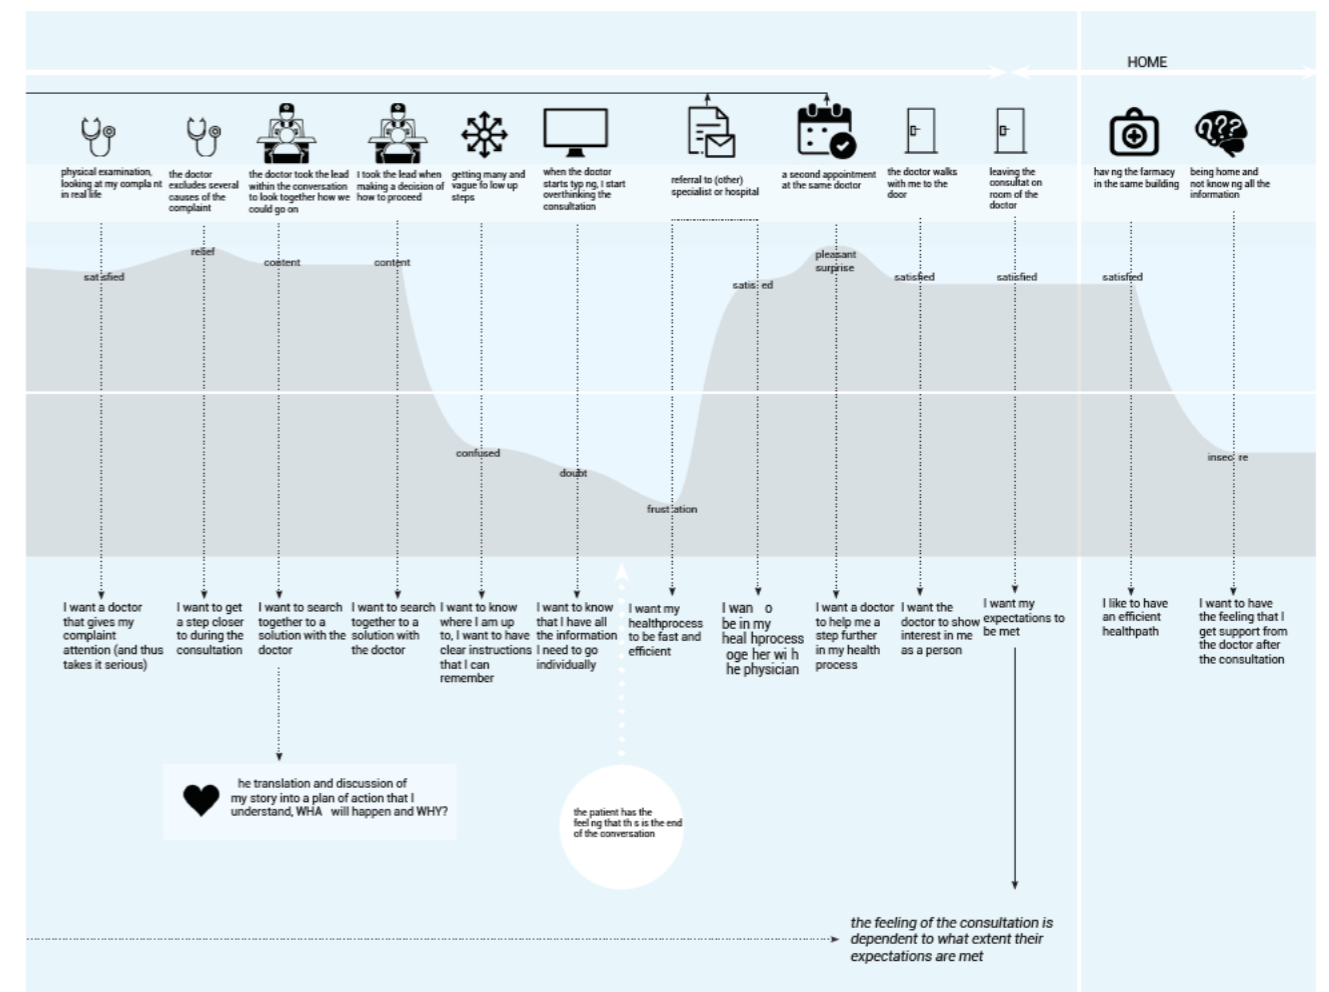 HOME
physical examination,
looking at my compla nt
in real life
the doctor
excludes several
causes of the
complaint
the doctor took the lead
within the conversation
to look together how we
could go on
I took the lead when
making a decision of
how to proceed
getting many and
vague fo low up
steps
when the doctor
starts typ ng, I start
overthinking the
consultation
referral to (other)
specialist or hospital
a second appointment
at the same doctor
the doctor walks
with me to the
door
leaving the
consultat on
room of the
doctor
hav ng the farmacy
in the same building
being home and
not know ng all the
information
satisfied
relief
content
content
confused
doubt
frust ation
satis ed
pleasant
surprise
satisfied
satisfied
satisfied
insec re
I want a doctor
that gives my
complaint
attention (and thus
takes it serious)
I want to get
a step closer
to during the
consultation
I want to search
together to a
solution with the
doctor
I want to search
together to a
solution with
the doctor
I want to know
where I am up
to, I want to have
clear instructions
that I can
remember
I want to know
that I have all
the information
I need to go
individually
I want my
healthprocess
to be fast and
efficient
I wan o
be in my
heal hprocess
oge her wi h
he physician
I want a doctor
to help me a
step further
in my health
process
I want the
doctor to show
interest in me
as a person
I want my
expectations to
be met
I like to have
an efficient
healthpath
I want to have
the feeling that I
get support from
the doctor after
the consultation
he translation and discussion of
my story into a plan of action that I
understand, WHA will happen and WHY?
the patient has the
feel ng that th s is the end
of the conversation
the feeling of the consultation is
dependent to what extent their
expectations are met